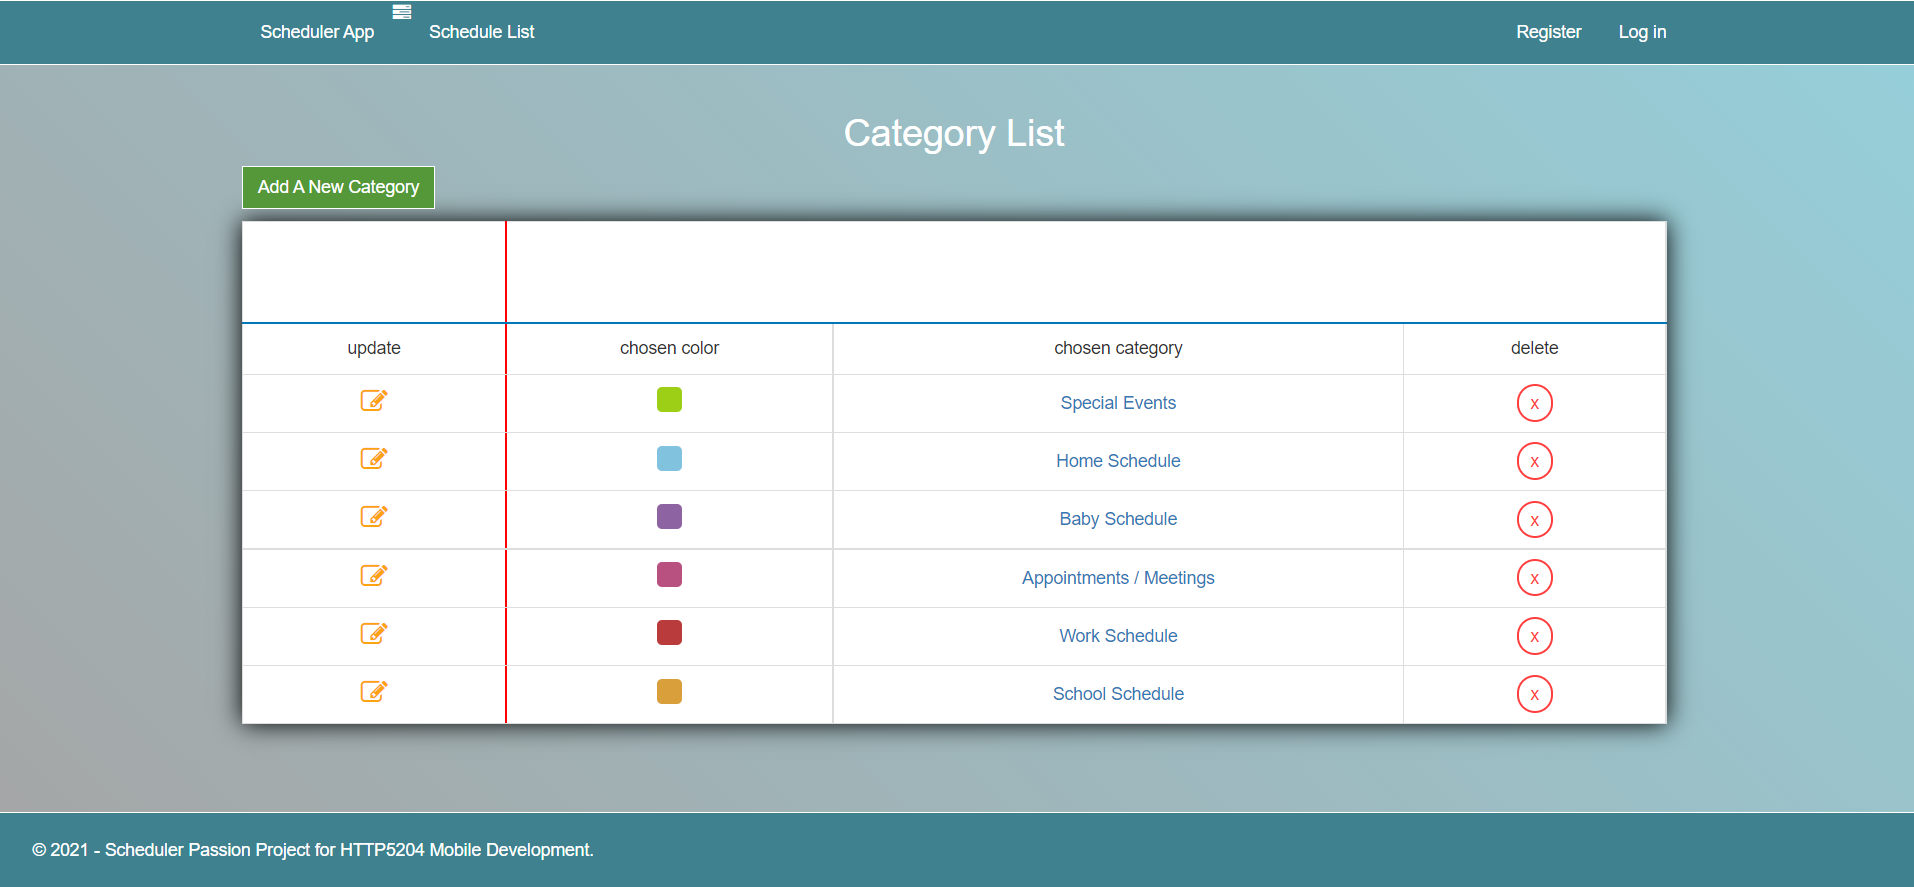 Scheduler App
Schedule List
Register
Log in
Category List
Add A New Category
update
chosen color
chosen category
delete
Special Events
x
Home Schedule
x
Baby Schedule
x
Appointments / Meetings
x
Work Schedule
x
School Schedule
x
© 2021 - Scheduler Passion Project for HTTP5204 Mobile Development.